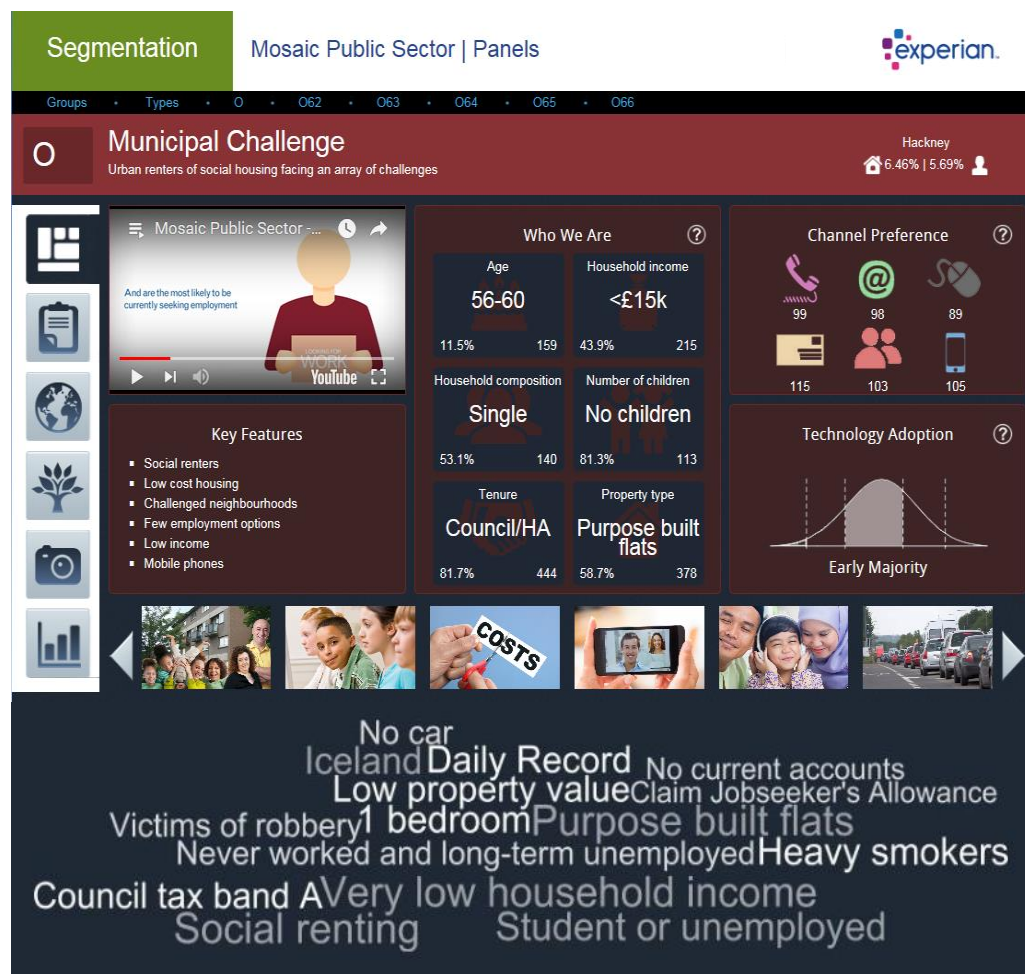 Segmentation
Mosaic Public Sector | Panels
experian.
Groups • Types • O • O62 • O63 • O64 • O65 • O66
O
Municipal Challenge
Urban renters of social housing facing an array of challenges
Hackney
6.46% | 5.69%
Mosaic Public Sector -...
And are the most likely to be
currently seeking employment
LOOKING FOR
WORK
YouTube
Key Features
Social renters
Low cost housing
Challenged neighbourhoods
Few employment options
Low income
Mobile phones
Who We Are ?
Age
56-60
11.5% 159
Household income
<£15k
43.9% 215
Household composition
Single
53.1% 140
Number of children
No children
81.3% 113
Tenure
Council/HA
81.7% 444
Property type
Purpose built
flats
58.7% 378
Channel Preference ?
@
99 98 89
115 103 105
Technology Adoption ?
Early Majority
COSTS
No car
Iceland Daily Record No current accounts
Low property value Claim Jobseeker's Allowance
Victims of robbery 1 bedroom Purpose built flats
Never worked and long-term unemployed Heavy smokers
Council tax band A Very low household income
Social renting Student or unemployed